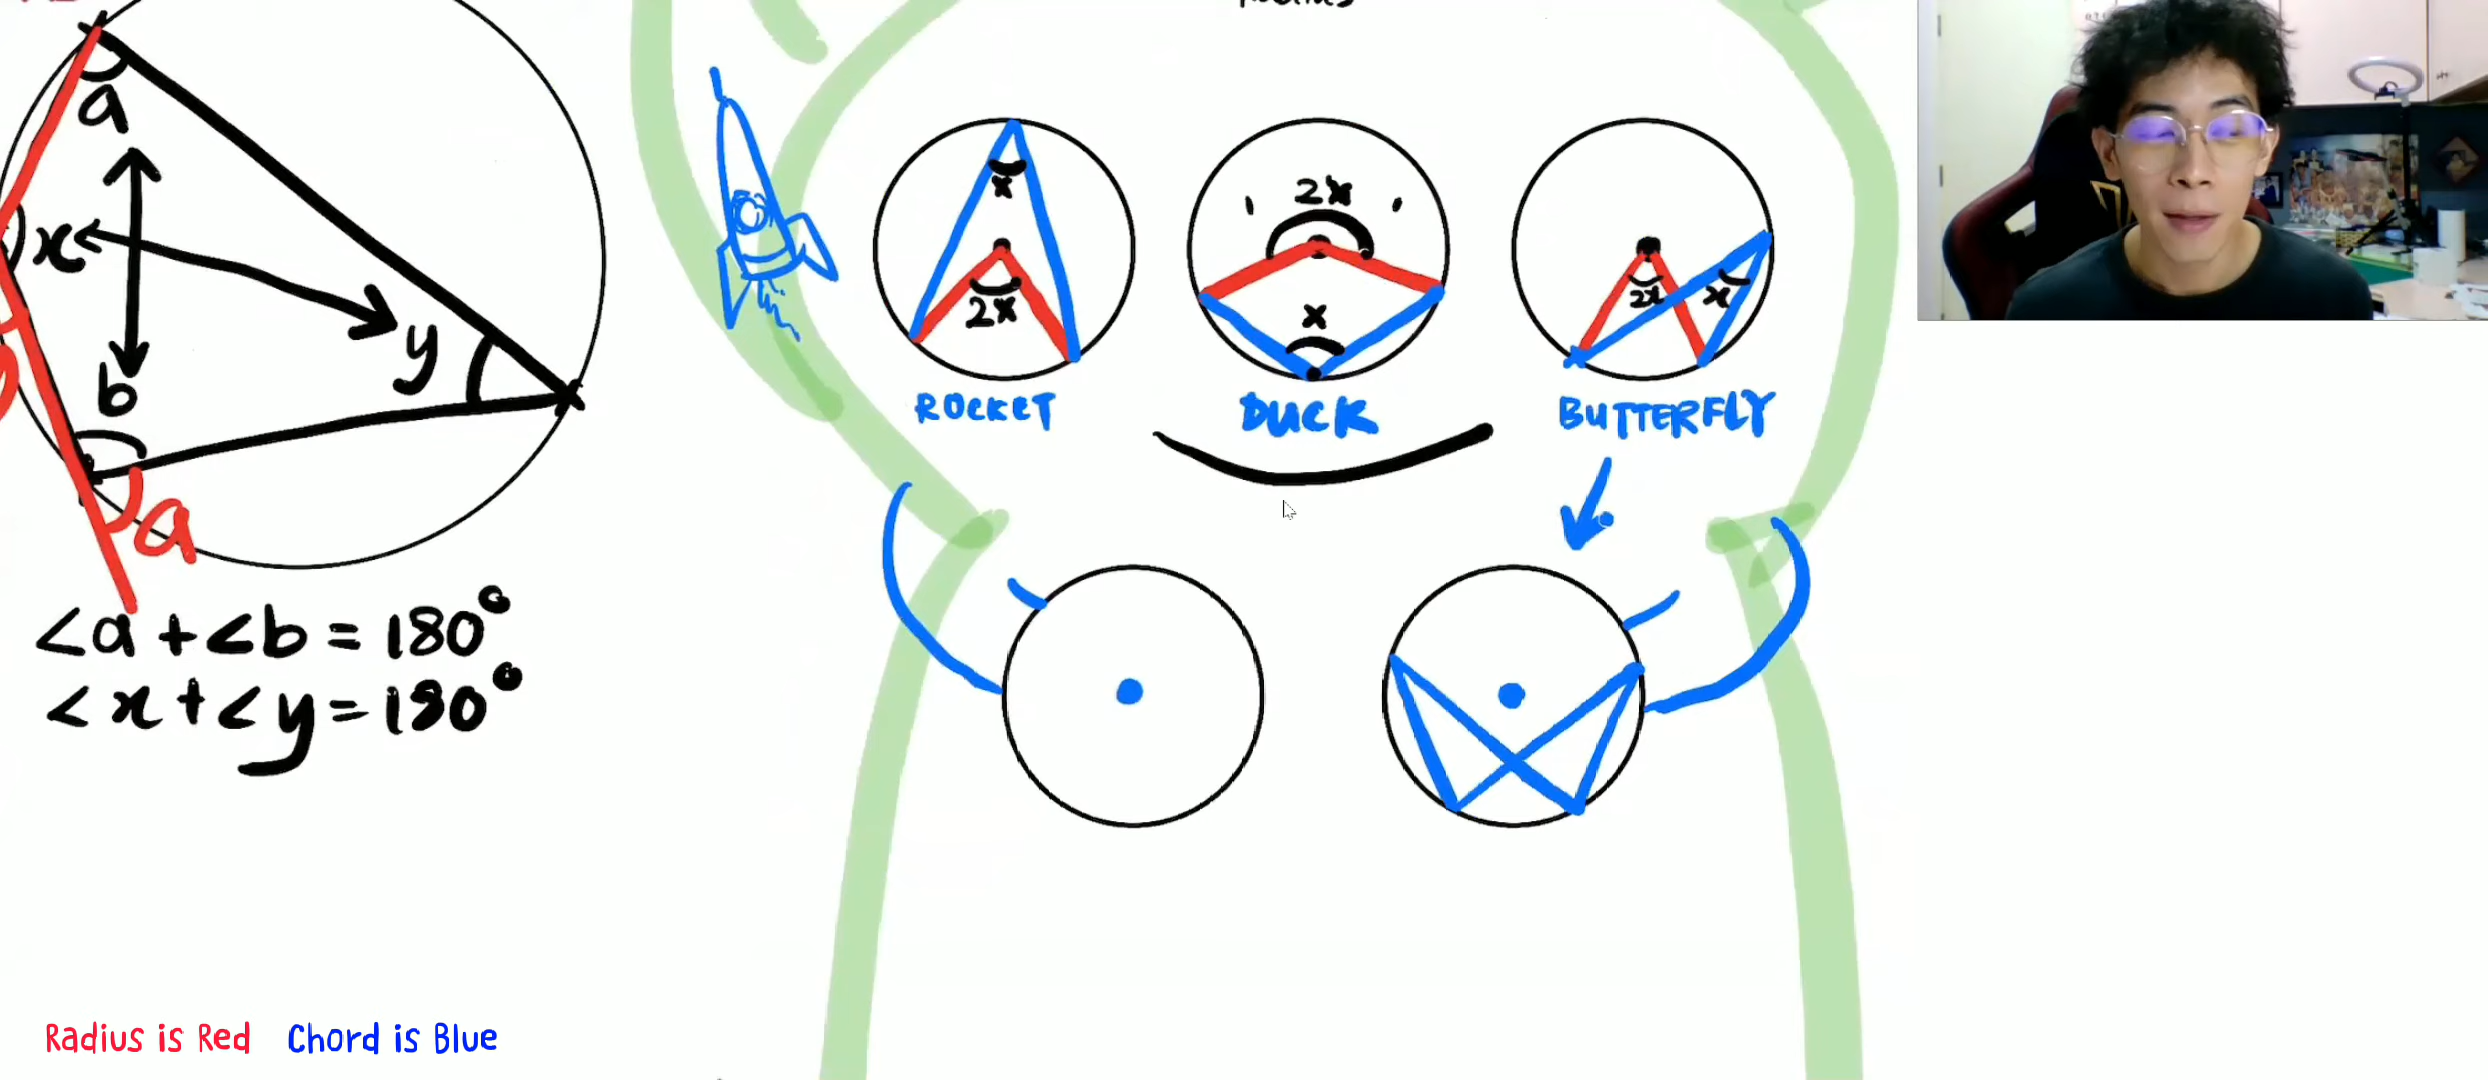 a
x
y
b
a
<a + <b = 180°
<x + <y = 180°
x
2x
ROCKET
2x
x
DUCK
2x
x
BUTTERFLY
Radius is Red Chord is Blue